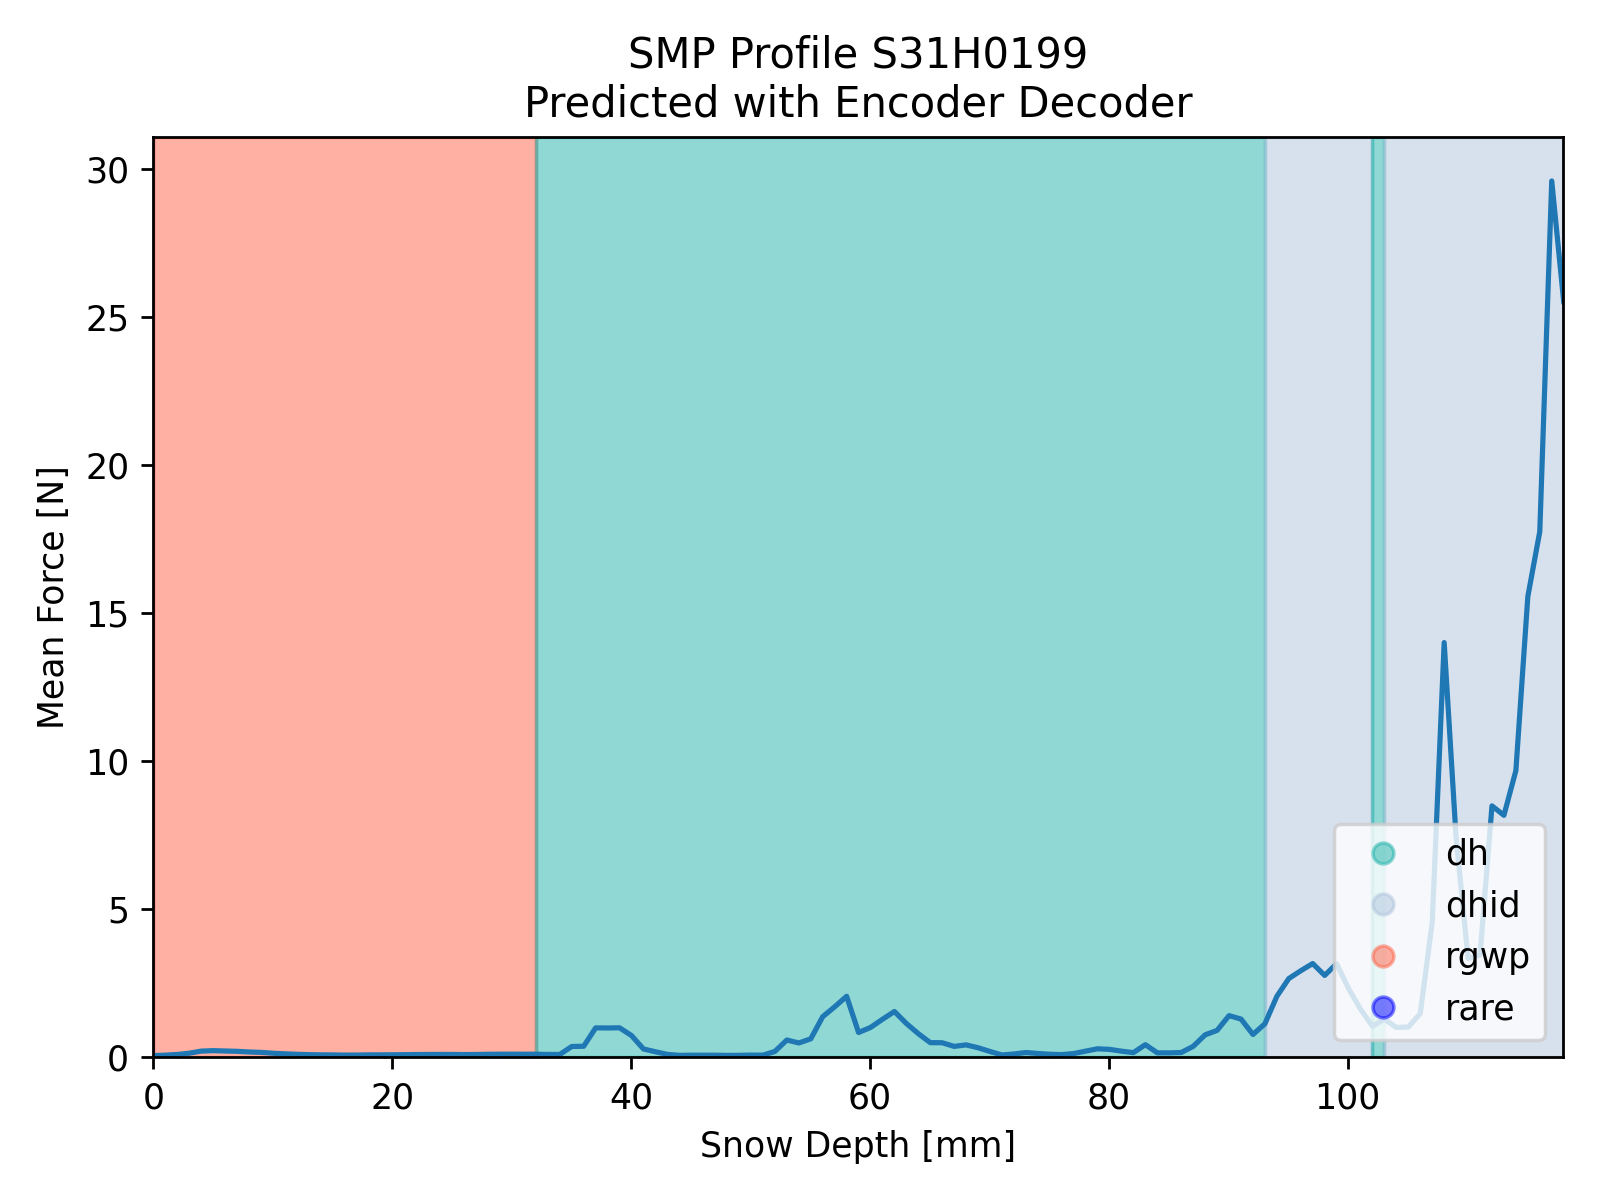 SMP Profile S31H0199
Predicted with Encoder Decoder
Mean Force [N]
30
25
20
15
10
5
0
0 20 40 60 80 100
Snow Depth [mm]
dh
dhid
rgwp
rare